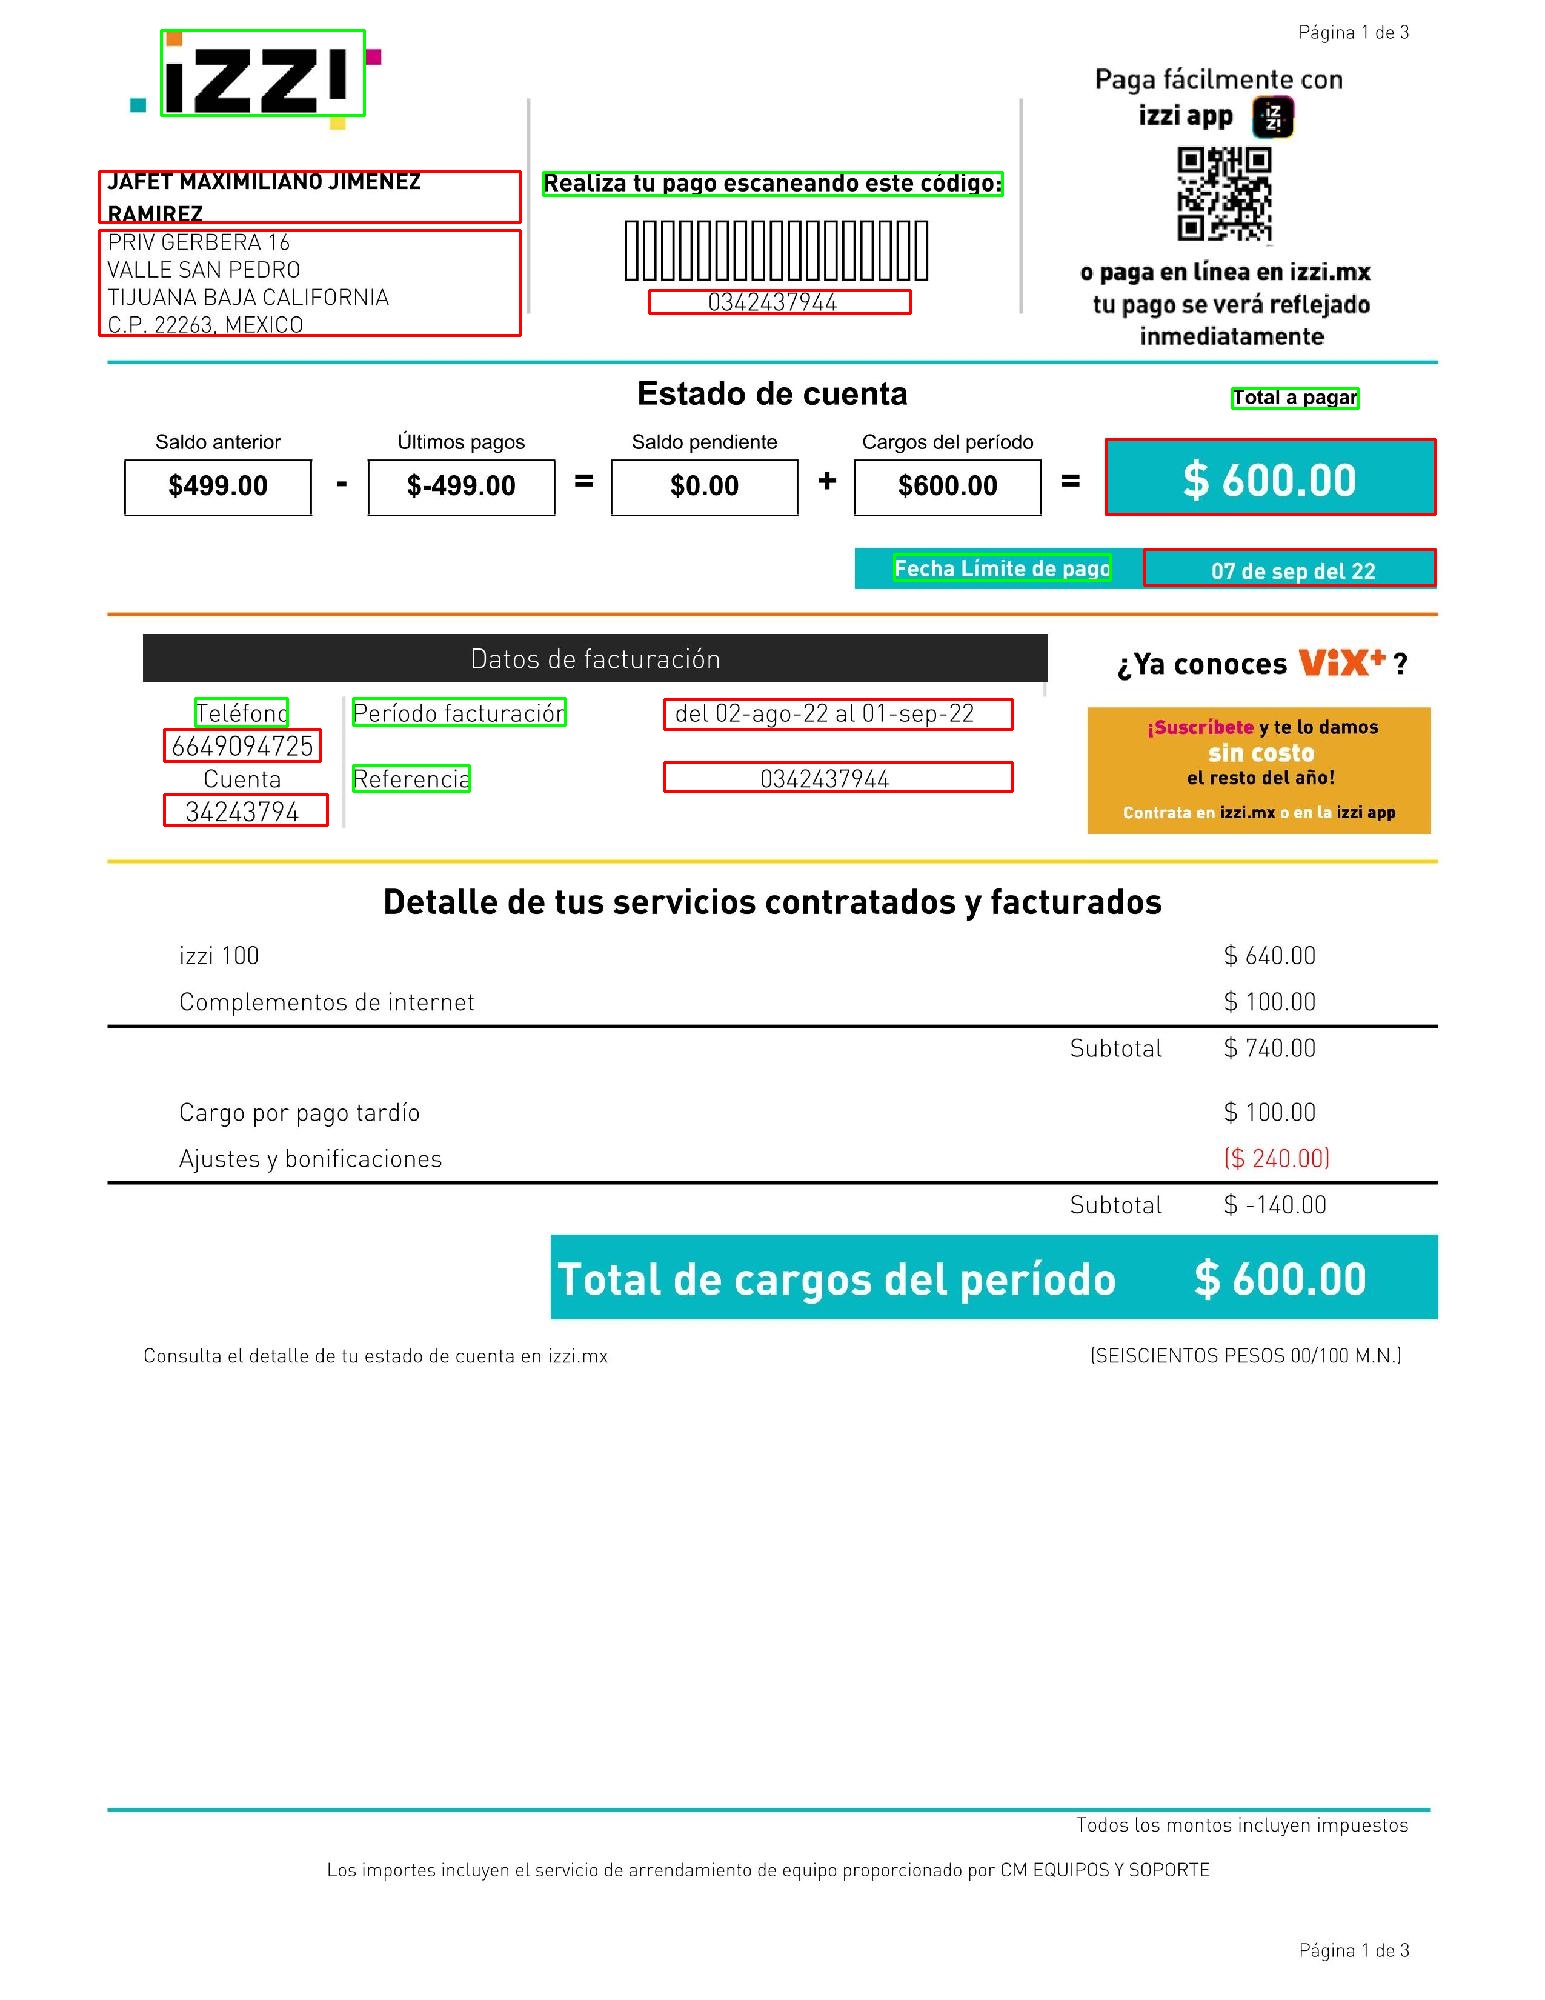 Página 1 de 3
izzi
Paga fácilmente con
izzi app izzi
JAFET MAXIMILIANO JIMENEZ
RAMIREZ
PRIV GERBERA 16
VALLE SAN PEDRO
TIJUANA BAJA CALIFORNIA
C.P. 22263, MEXICO
Realiza tu pago escaneando este código:
0342437944
o paga en línea en izzi.mx
tu pago se verá reflejado
inmediatamente
Estado de cuenta
Total a pagar
Saldo anterior Últimos pagos Saldo pendiente Cargos del período
$499.00 - $-499.00 = $0.00 + $600.00 = $ 600.00
Fecha Límite de pago 07 de sep del 22
Datos de facturación
Teléfono Período facturación del 02-ago-22 al 01-sep-22
6649094725
Cuenta Referencia 0342437944
34243794
¿Ya conoces ViX+ ?
¡Suscríbete y te lo damos
sin costo
el resto del año!
Contrata en izzi.mx o en la izzi app
Detalle de tus servicios contratados y facturados
izzi 100 $ 640.00
Complementos de internet $ 100.00
Subtotal $ 740.00
Cargo por pago tardío $ 100.00
Ajustes y bonificaciones ($ 240.00)
Subtotal $ -140.00
Total de cargos del período $ 600.00
Consulta el detalle de tu estado de cuenta en izzi.mx (SEISCIENTOS PESOS 00/100 M.N.)
Todos los montos incluyen impuestos
Los importes incluyen el servicio de arrendamiento de equipo proporcionado por CM EQUIPOS Y SOPORTE
Página 1 de 3